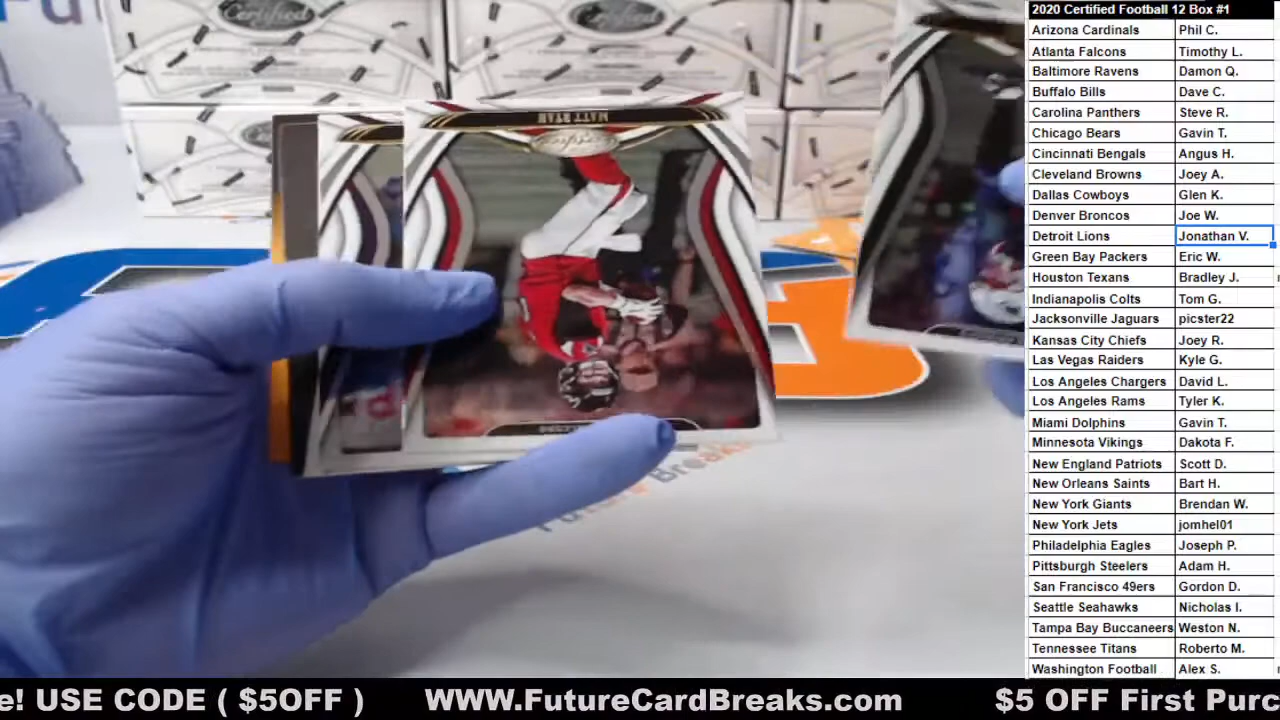 2020 Certified Football 12 Box #1
Arizona Cardinals Phil C.
Atlanta Falcons Timothy L.
Baltimore Ravens Damon Q.
Buffalo Bills Dave C.
Carolina Panthers Steve R.
Chicago Bears Gavin T.
Cincinnati Bengals Angus H.
Cleveland Browns Joey A.
Dallas Cowboys Glen K.
Denver Broncos Joe W.
Detroit Lions Jonathan V.
Green Bay Packers Eric W.
Houston Texans Bradley J.
Indianapolis Colts Tom G.
Jacksonville Jaguars picster22
Kansas City Chiefs Joey R.
Las Vegas Raiders Kyle G.
Los Angeles Chargers David L.
Los Angeles Rams Tyler K.
Miami Dolphins Gavin T.
Minnesota Vikings Dakota F.
New England Patriots Scott D.
New Orleans Saints Bart H.
New York Giants Brendan W.
New York Jets jomhel01
Philadelphia Eagles Joseph P.
Pittsburgh Steelers Adam H.
San Francisco 49ers Gordon D.
Seattle Seahawks Nicholas I.
Tampa Bay Buccaneers Weston N.
Tennessee Titans Roberto M.
Washington Football Alex S.
Certified
Certified
MATT RYAN
Breaks
e! USE CODE ( $5OFF ) WWW.FutureCardBreaks.com $5 OFF First Purc